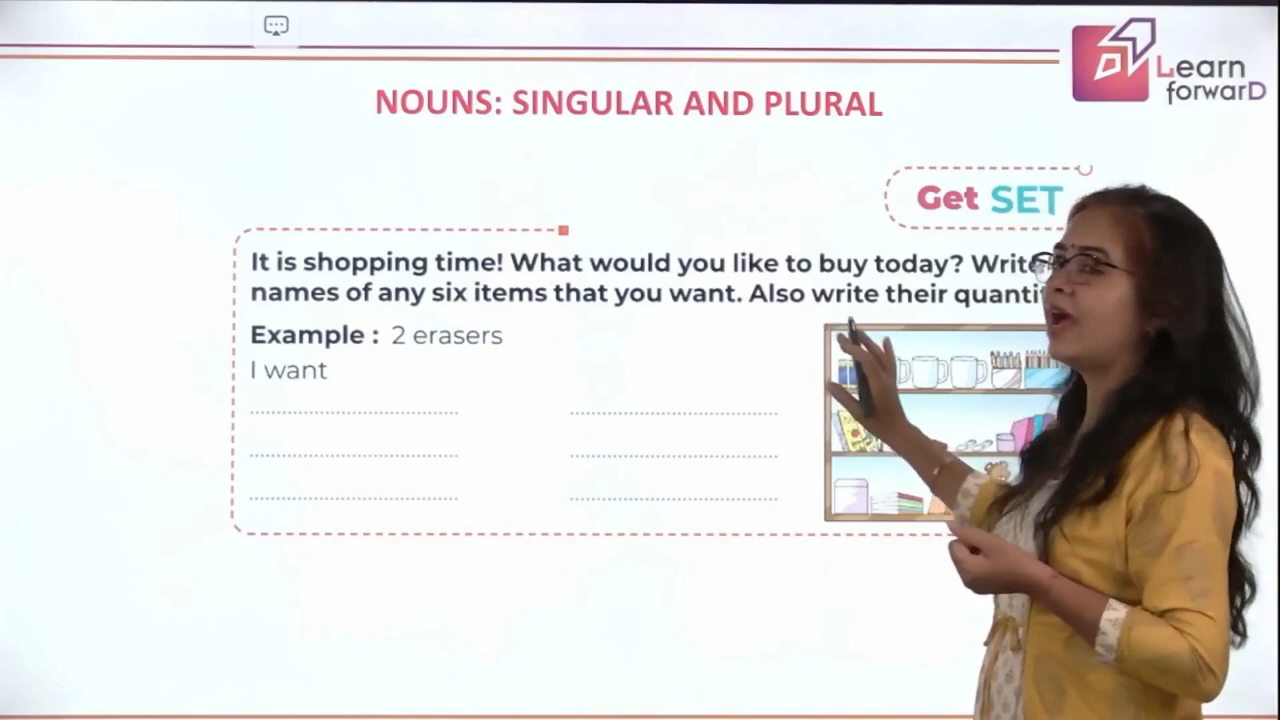 Learn
forwarD
NOUNS: SINGULAR AND PLURAL
Get SET
It is shopping time! What would you like to buy today? Write
names of any six items that you want. Also write their
Example : 2 erasers
I want